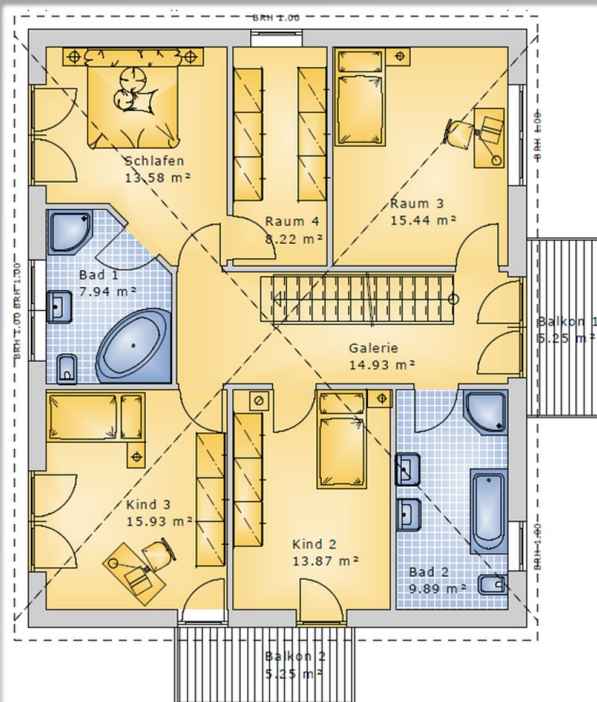 BRH 1.00
Schlafen
13.58 m²
Raum 4
8.22 m²
Raum 3
15.44 m²
BRH 1.00
Bad 1
7.94 m²
BRH 1.00 BRH 1.00
Galerie
14.93 m²
Balkon 1
5.25 m²
Kind 3
15.93 m²
Kind 2
13.87 m²
Bad 2
9.89 m²
BRH 1.00
Balkon 2
5.25 m²